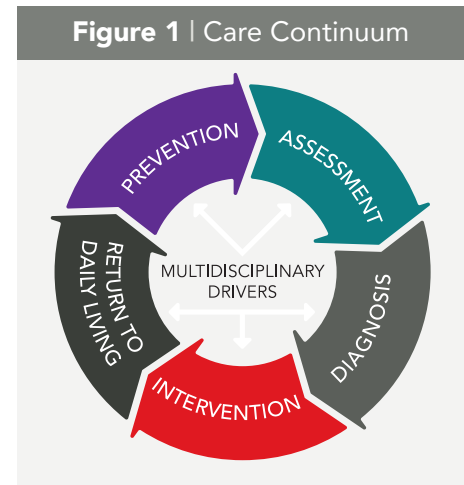 Figure 1 | Care Continuum
PREVENTION
ASSESSMENT
DIAGNOSIS
INTERVENTION
RETURN TO
DAILY LIVING
MULTIDISCIPLINARY
DRIVERS